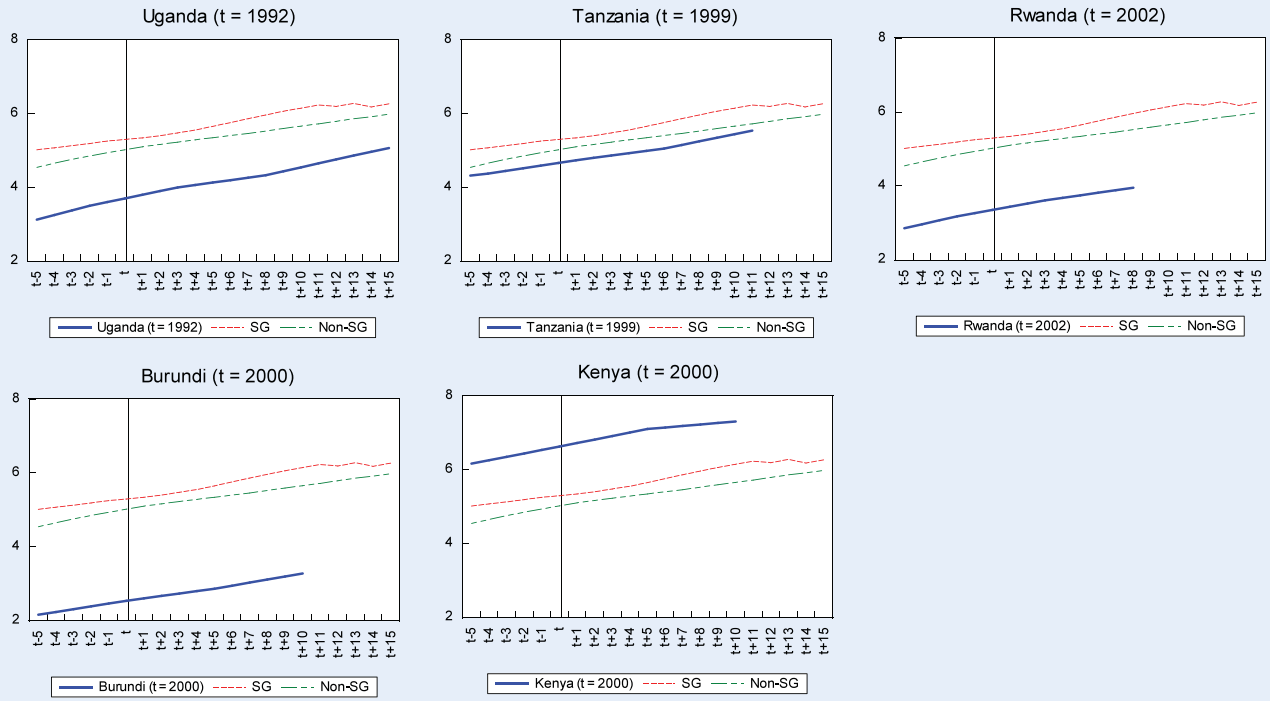 Uganda (t = 1992)
8
6
4
2
t-5 t-4 t-3 t-2 t-1 t t+1 t+2 t+3 t+4 t+5 t+6 t+7 t+8 t+9 t+10 t+11 t+12 t+13 t+14 t+15
Uganda (t = 1992) SG Non-SG
Tanzania (t = 1999)
8
6
4
2
t-5 t-4 t-3 t-2 t-1 t t+1 t+2 t+3 t+4 t+5 t+6 t+7 t+8 t+9 t+10 t+11 t+12 t+13 t+14 t+15
Tanzania (t = 1999) SG Non-SG
Rwanda (t = 2002)
8
6
4
2
t-5 t-4 t-3 t-2 t-1 t t+1 t+2 t+3 t+4 t+5 t+6 t+7 t+8 t+9 t+10 t+11 t+12 t+13 t+14 t+15
Rwanda (t = 2002) SG Non-SG
Burundi (t = 2000)
8
6
4
2
t-5 t-4 t-3 t-2 t-1 t t+1 t+2 t+3 t+4 t+5 t+6 t+7 t+8 t+9 t+10 t+11 t+12 t+13 t+14 t+15
Burundi (t = 2000) SG Non-SG
Kenya (t = 2000)
8
6
4
2
t-5 t-4 t-3 t-2 t-1 t t+1 t+2 t+3 t+4 t+5 t+6 t+7 t+8 t+9 t+10 t+11 t+12 t+13 t+14 t+15
Kenya (t = 2000) SG Non-SG